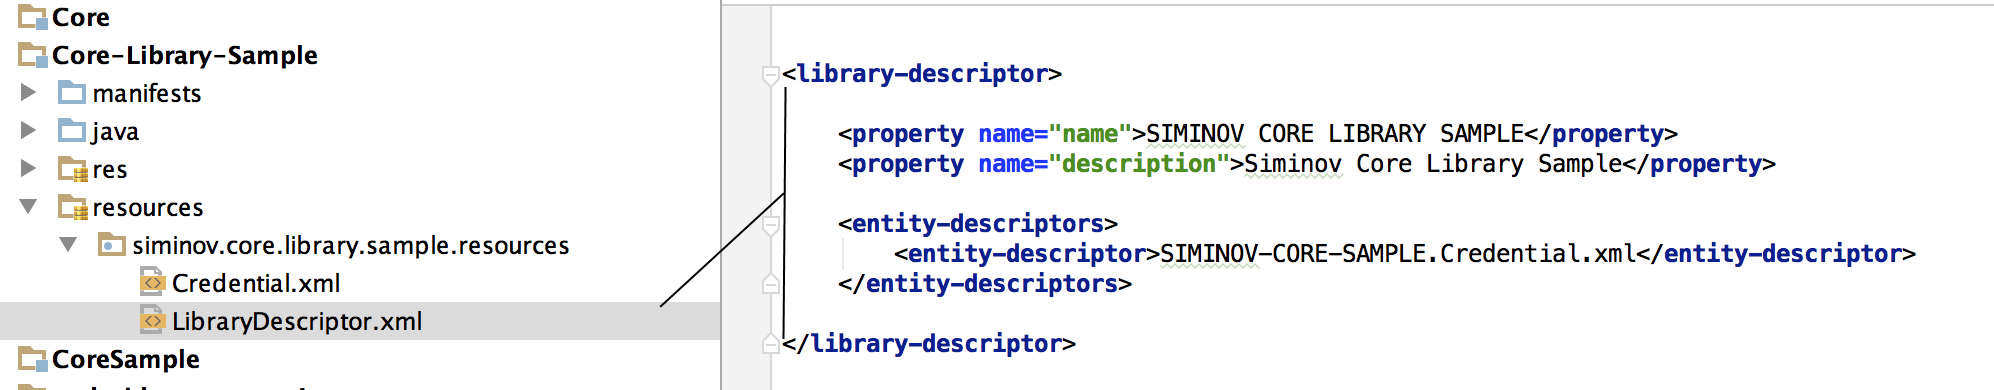 Core
Core-Library-Sample
manifests
java
res
resources
siminov.core.library.sample.resources
Credential.xml
LibraryDescriptor.xml
CoreSample
<library-descriptor>
<property name="name">SIMINOV CORE LIBRARY SAMPLE</property>
<property name="description">Siminov Core Library Sample</property>
<entity-descriptors>
<entity-descriptor>SIMINOV-CORE-SAMPLE.Credential.xml</entity-descriptor>
</entity-descriptors>
</library-descriptor>